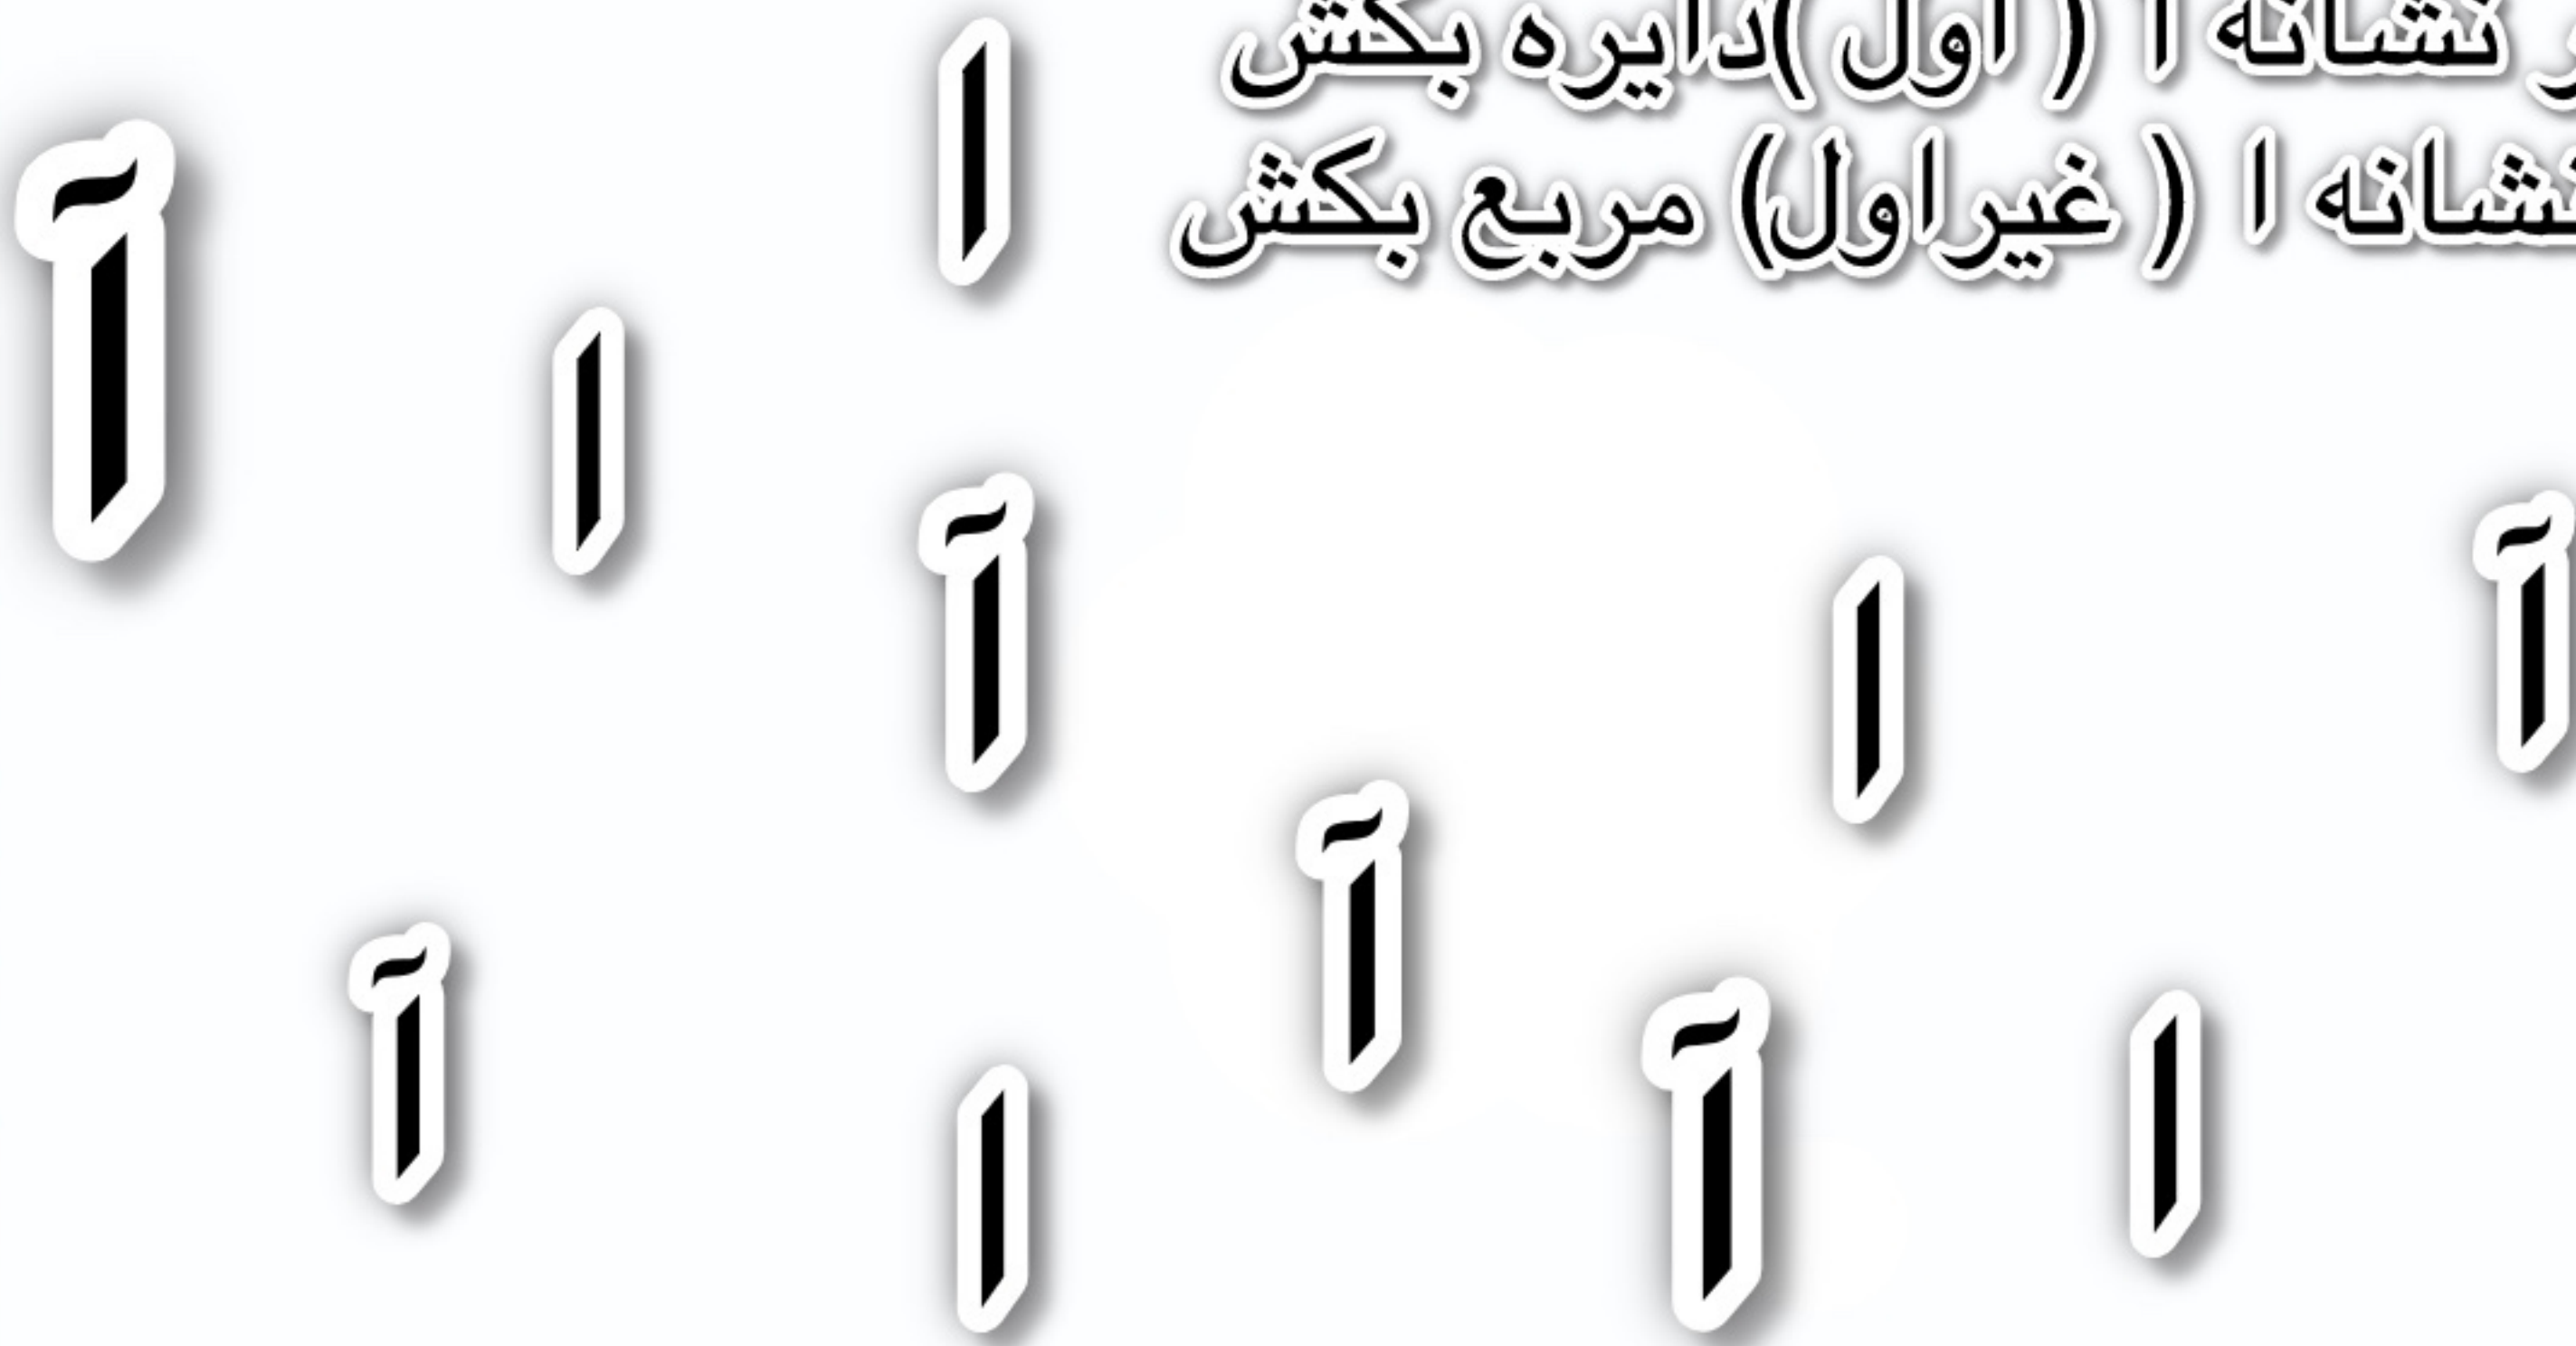 نشانه ا ( اول )دایره بکش
نشانه ا ( غیراول) مربع بکش
ا
آ
ا
آ
آ
ا
آ
آ
آ
ا
ا